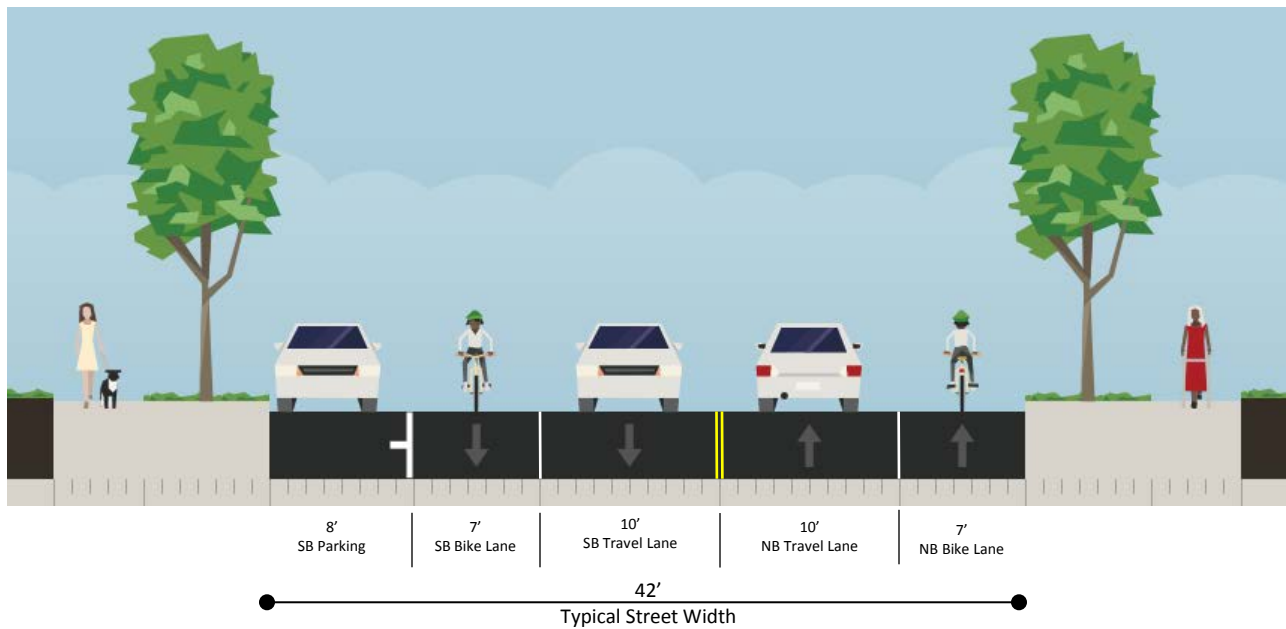 8’
SB Parking
7’
SB Bike Lane
10’
SB Travel Lane
10’
NB Travel Lane
7’
NB Bike Lane
42’
Typical Street Width